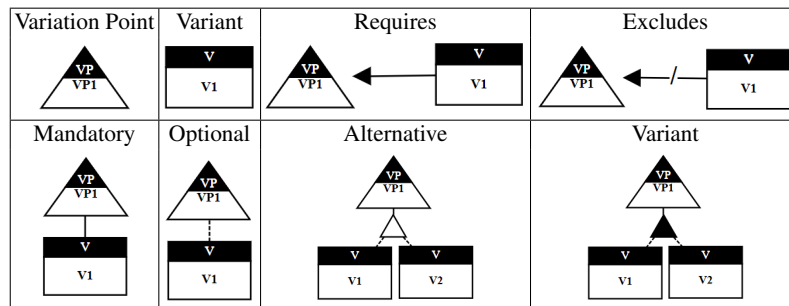 Variation Point Variant Requires Excludes
VP
VP1
V
V1
VP
VP1
V
V1
VP
VP1
V
V1
Mandatory Optional Alternative Variant
VP
VP1
V
V1
VP
VP1
V
V1
VP
VP1
V V
V1 V2
VP
VP1
V V
V1 V2